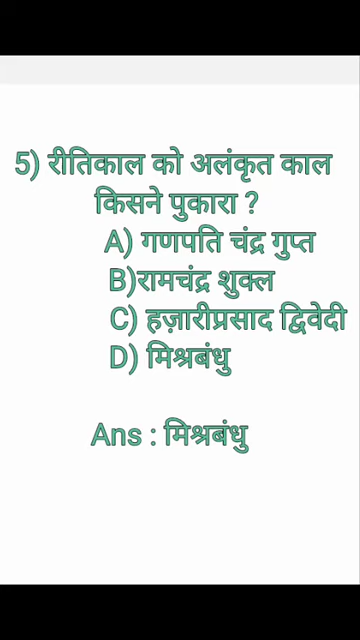 5) रीतिकाल को अलंकृत काल
किसने पुकारा ?
A) गणपति चंद्र गुप्त
B)रामचंद्र शुक्ल
C) हज़ारीप्रसाद द्विवेदी
D) मिश्रबंधु
Ans : मिश्रबंधु